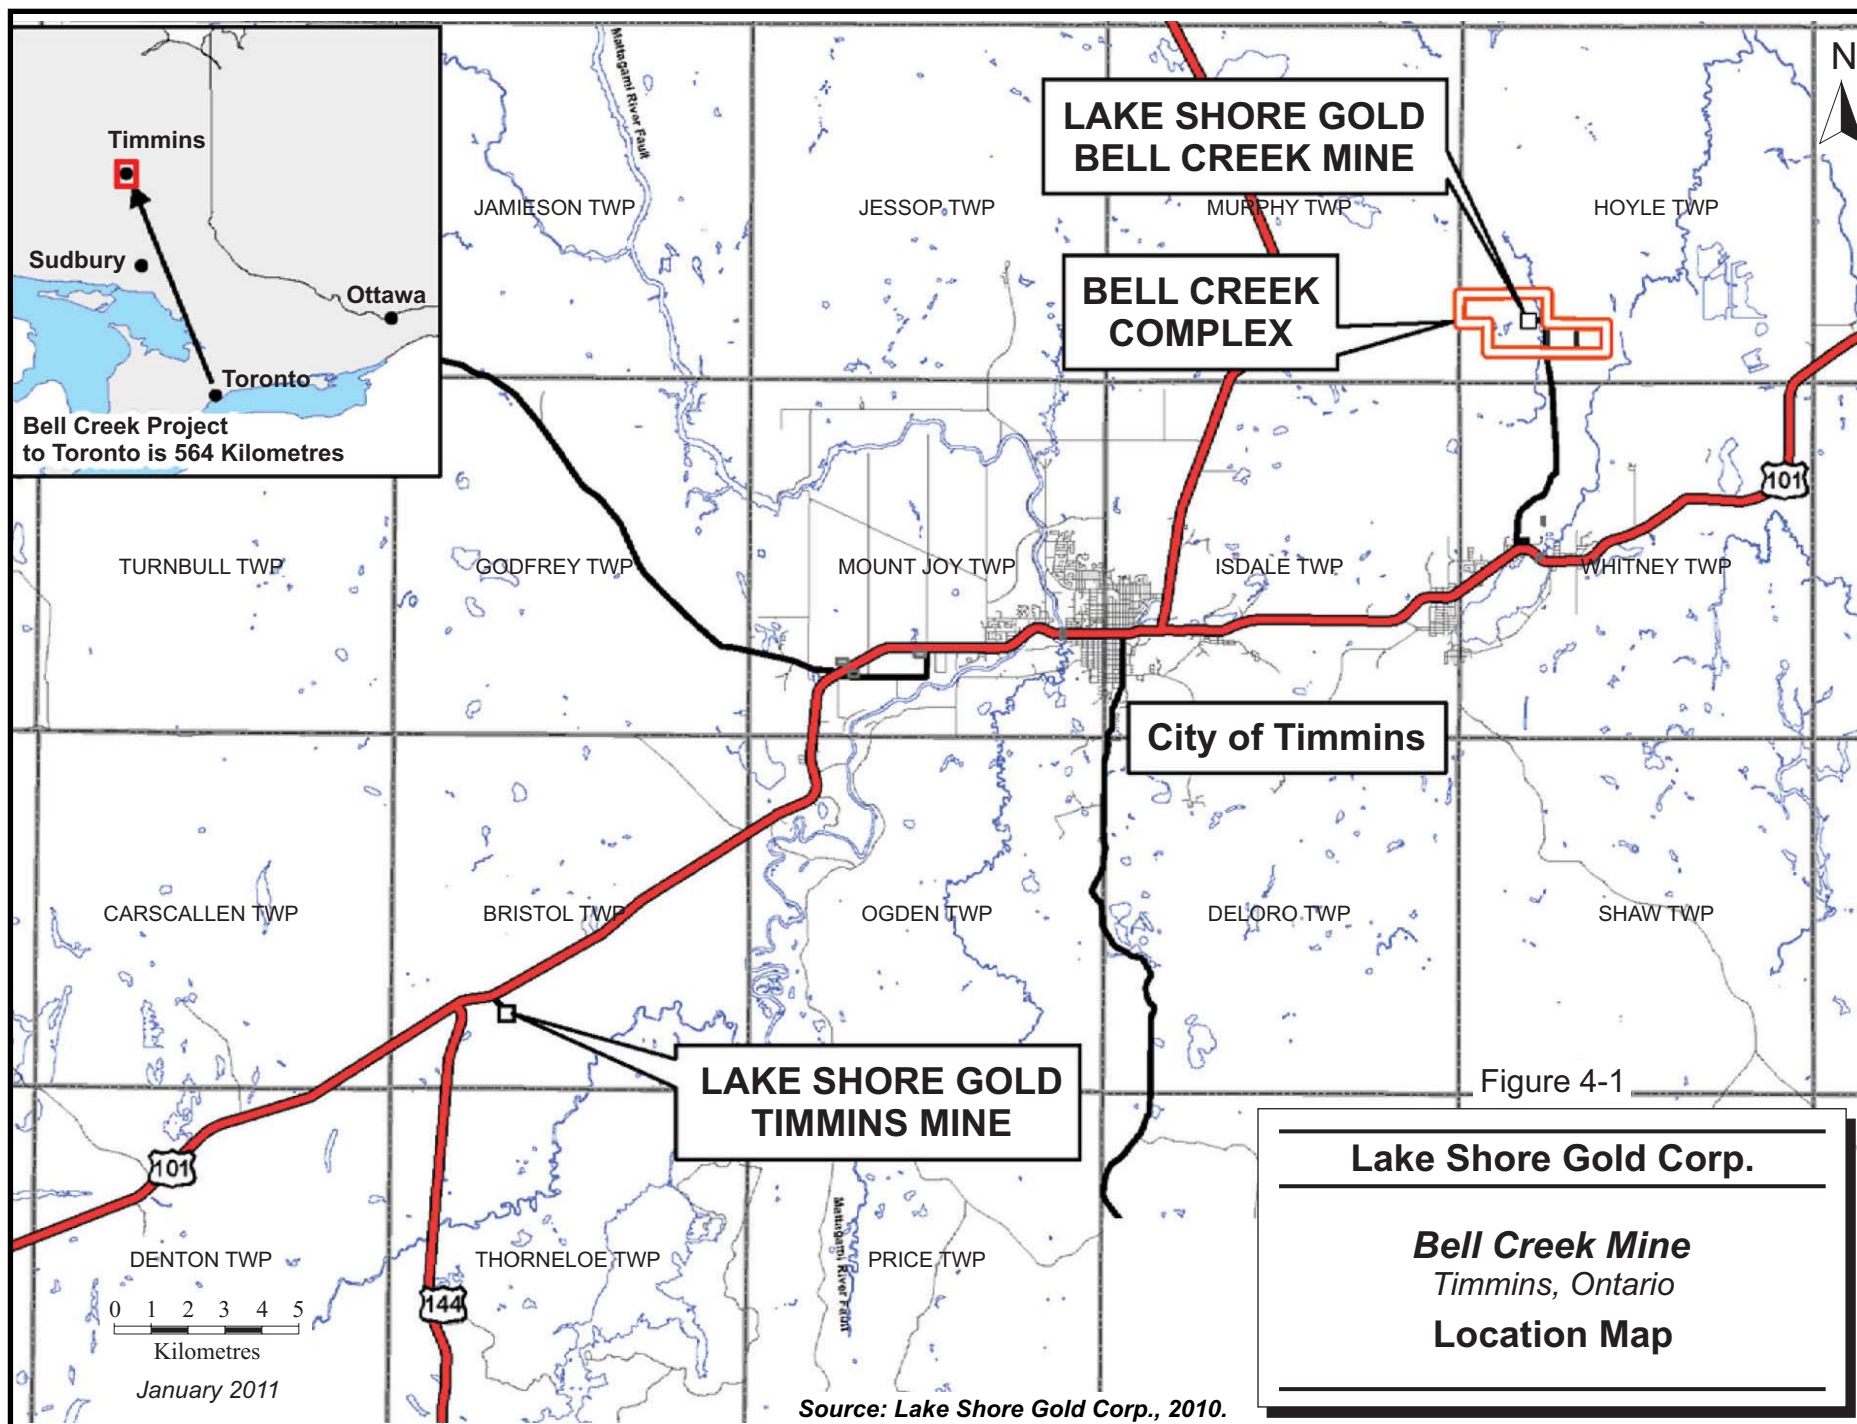 N
Timmins
Sudbury
Ottawa
Toronto
Bell Creek Project
to Toronto is 564 Kilometres
Mattagami River Fault
LAKE SHORE GOLD
BELL CREEK MINE
JAMIESON TWP
JESSOP TWP
MURPHY TWP
HOYLE TWP
BELL CREEK
COMPLEX
101
TURNBULL TWP
GODFREY TWP
MOUNT JOY TWP
ISDALE TWP
WHITNEY TWP
City of Timmins
CARSCALLEN TWP
BRISTOL TWP
OGDEN TWP
DELORO TWP
SHAW TWP
LAKE SHORE GOLD
TIMMINS MINE
101
DENTON TWP
THORNELOE TWP
Mattagami River Fault
PRICE TWP
144
0 1 2 3 4 5
Kilometres
January 2011
Figure 4-1
Lake Shore Gold Corp.
Bell Creek Mine
Timmins, Ontario
Location Map
Source: Lake Shore Gold Corp., 2010.